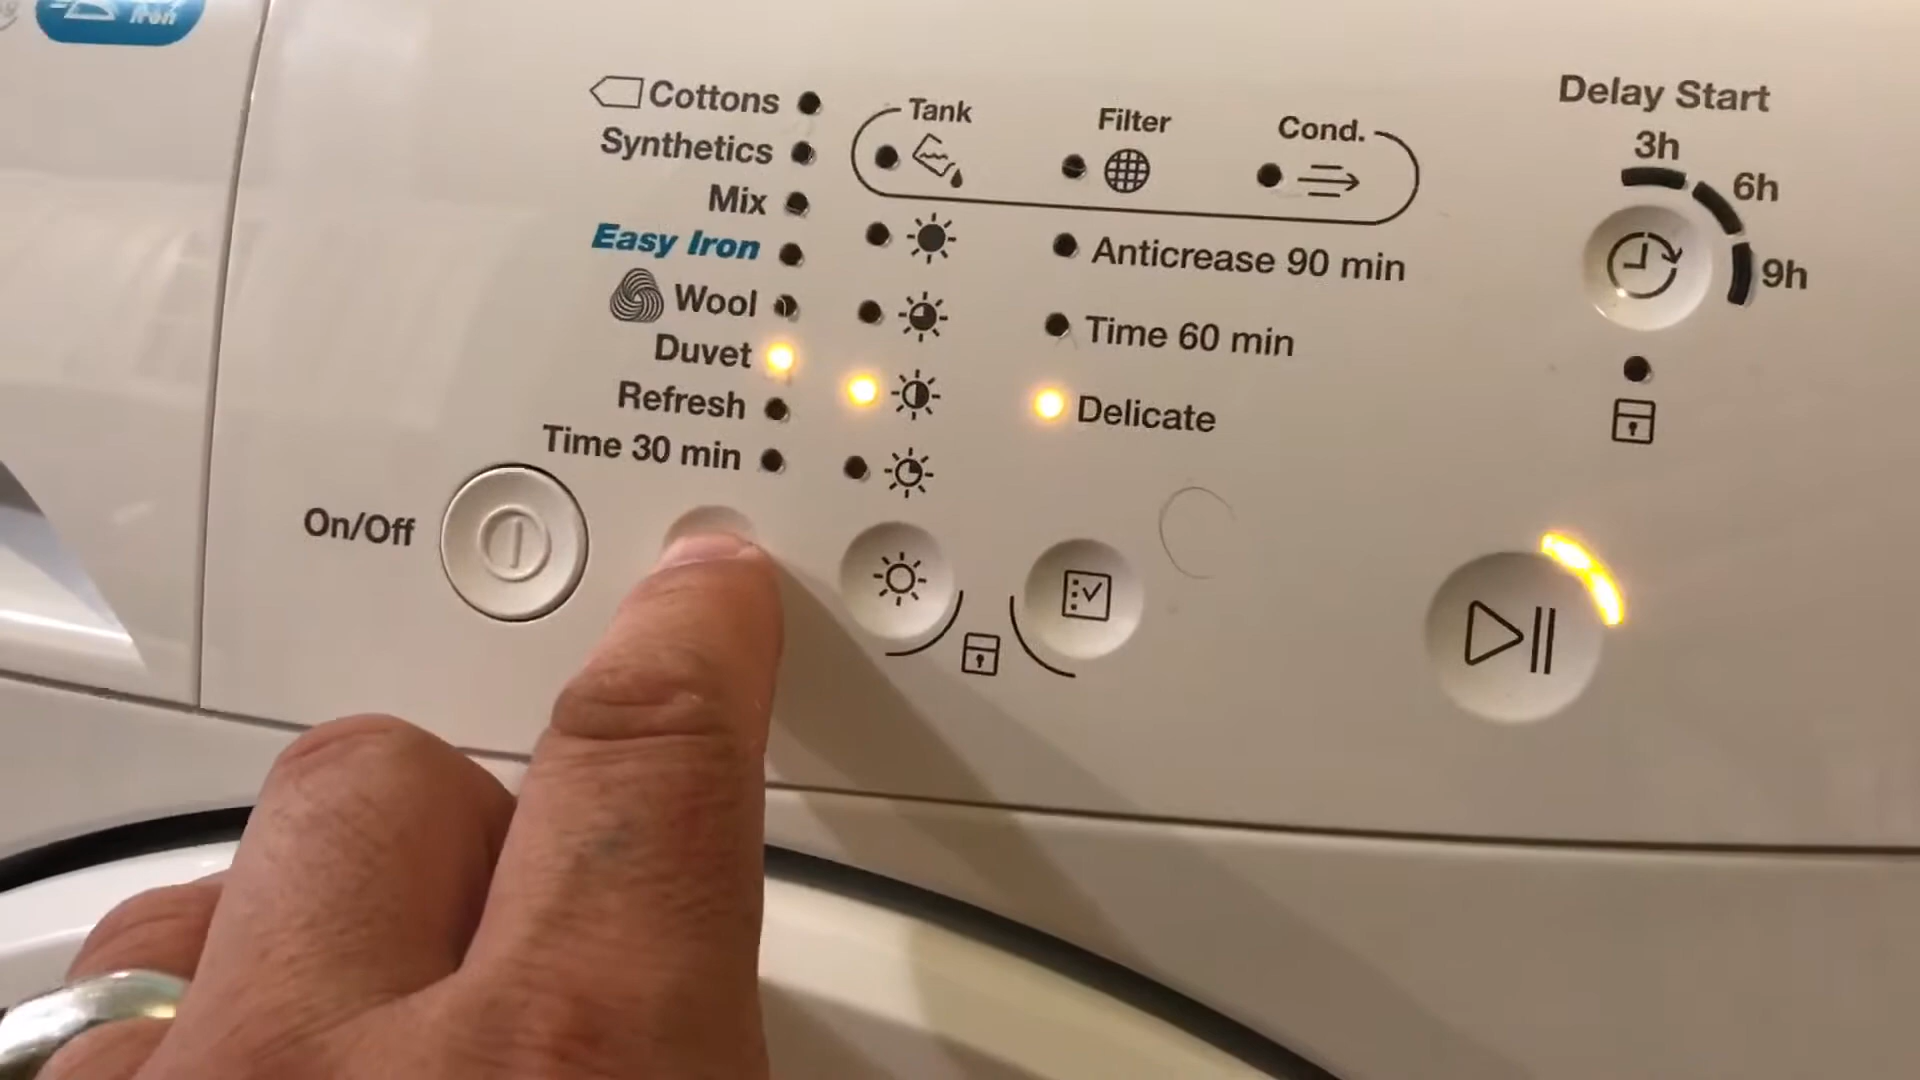 Iron
Cottons
Synthetics
Mix
Easy Iron
Wool
Duvet
Refresh
Time 30 min
On/Off
Tank
Filter
Cond.
Anticrease 90 min
Time 60 min
Delicate
Delay Start
3h
6h
9h